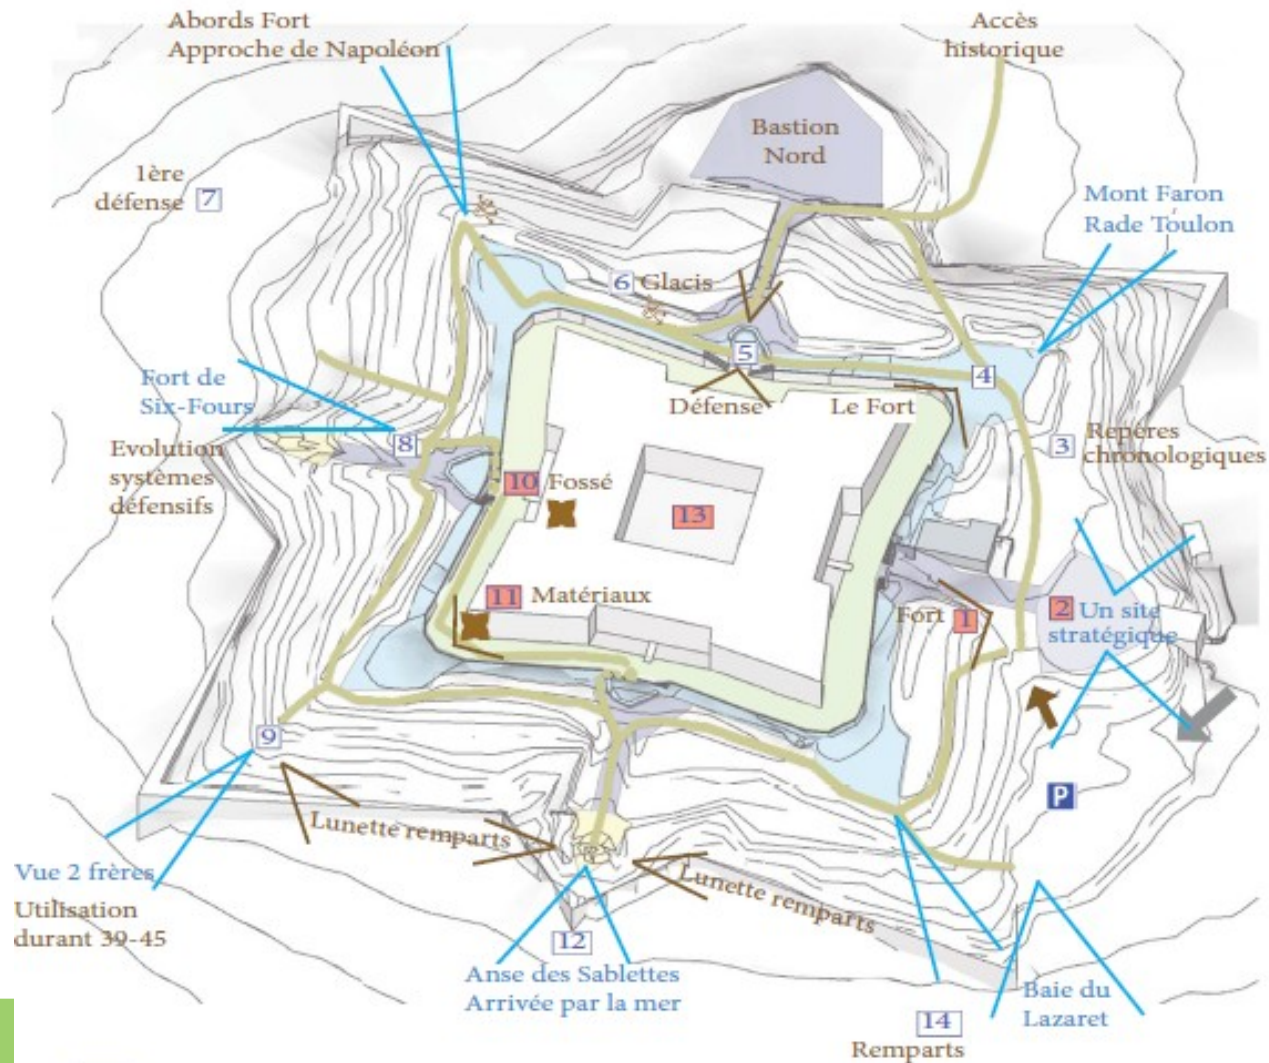 Abords Fort
Approche de Napoléon
Accès
historique
Bastion
Nord
1ère
défense 7
Mont Faron
Rade Toulon
6 Glacis
5
4
Défense
Le Fort
Fort de
Six-Fours
8
Evolution
systèmes
défensifs
3 Repères
chronologiques
10 Fossé
13
11 Matériaux
Fort 1
2 Un site
stratégique
9
P
Lunette remparts
Lunette remparts
Vue 2 frères
Utilisation
durant 39-45
12
Anse des Sablettes
Arrivée par la mer
Baie du
Lazaret
14
Remparts